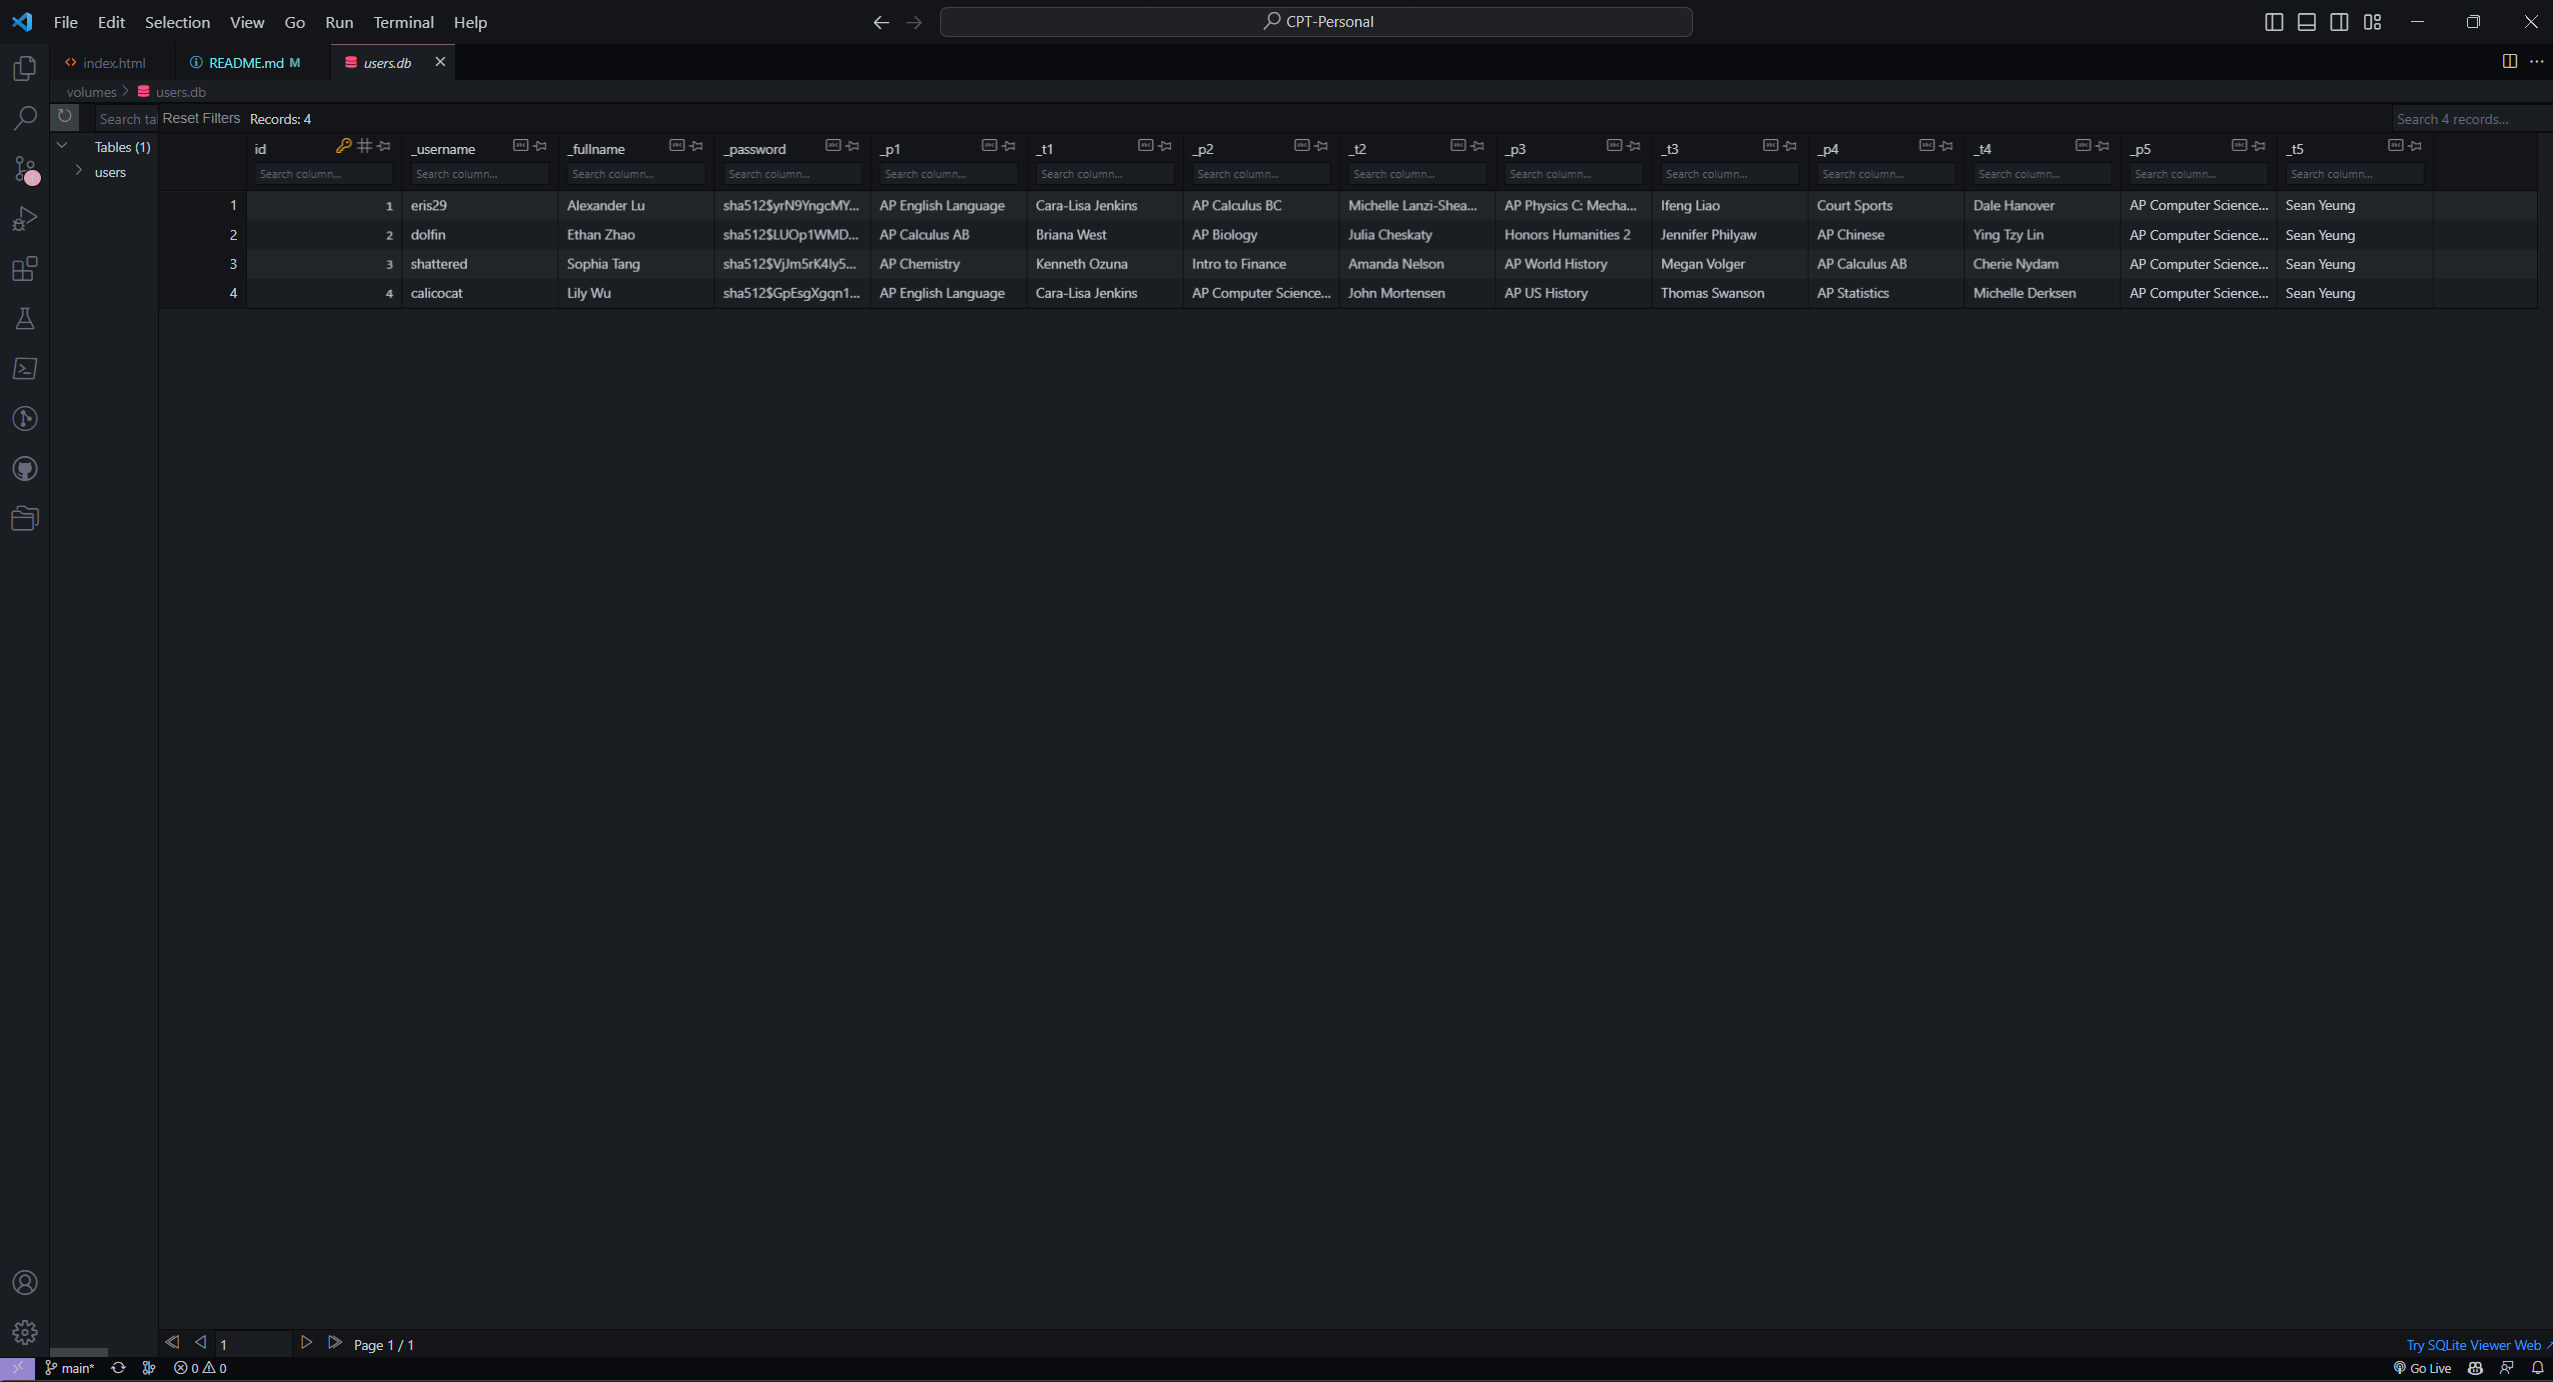 File Edit Selection View Go Run Terminal Help CPT-Personal
index.html README.md M users.db
volumes > users.db
Search ta Reset Filters Records: 4 Search 4 records...
Tables (1) id _username _fullname _password _p1 _t1 _p2 _t2 _p3 _t3 _p4 _t4 _p5 _t5
users Search column... Search column... Search column... Search column... Search column... Search column... Search column... Search column... Search column... Search column... Search column... Search column... Search column... Search column...
1 1 eris29 Alexander Lu sha512$yrN9YngcMY... AP English Language Cara-Lisa Jenkins AP Calculus BC Michelle Lanzi-Shea... AP Physics C: Mecha... Ifeng Liao Court Sports Dale Hanover AP Computer Science... Sean Yeung
2 2 dolfin Ethan Zhao sha512$LUOp1WMD... AP Calculus AB Briana West AP Biology Julia Cheskaty Honors Humanities 2 Jennifer Philyaw AP Chinese Ying Tzy Lin AP Computer Science... Sean Yeung
3 3 shattered Sophia Tang sha512$VjJm5rK4ly5... AP Chemistry Kenneth Ozuna Intro to Finance Amanda Nelson AP World History Megan Volger AP Calculus AB Cherie Nydam AP Computer Science... Sean Yeung
4 4 calicocat Lily Wu sha512$GpEsgXgqn1... AP English Language Cara-Lisa Jenkins AP Computer Science... John Mortensen AP US History Thomas Swanson AP Statistics Michelle Derksen AP Computer Science... Sean Yeung
1 Page 1 / 1 Try SQLite Viewer Web
main* 0 0 Go Live